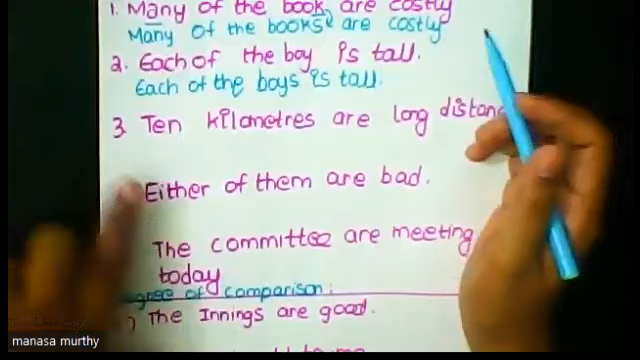 1. Many of the book are costly
Many of the books are costly
2. Each of the boy is tall.
Each of the boys is tall.
3. Ten kilometres are long
Either of them are bad.
The committee are meeting
today
of comparison:
The Innings are good.
manasa murthy